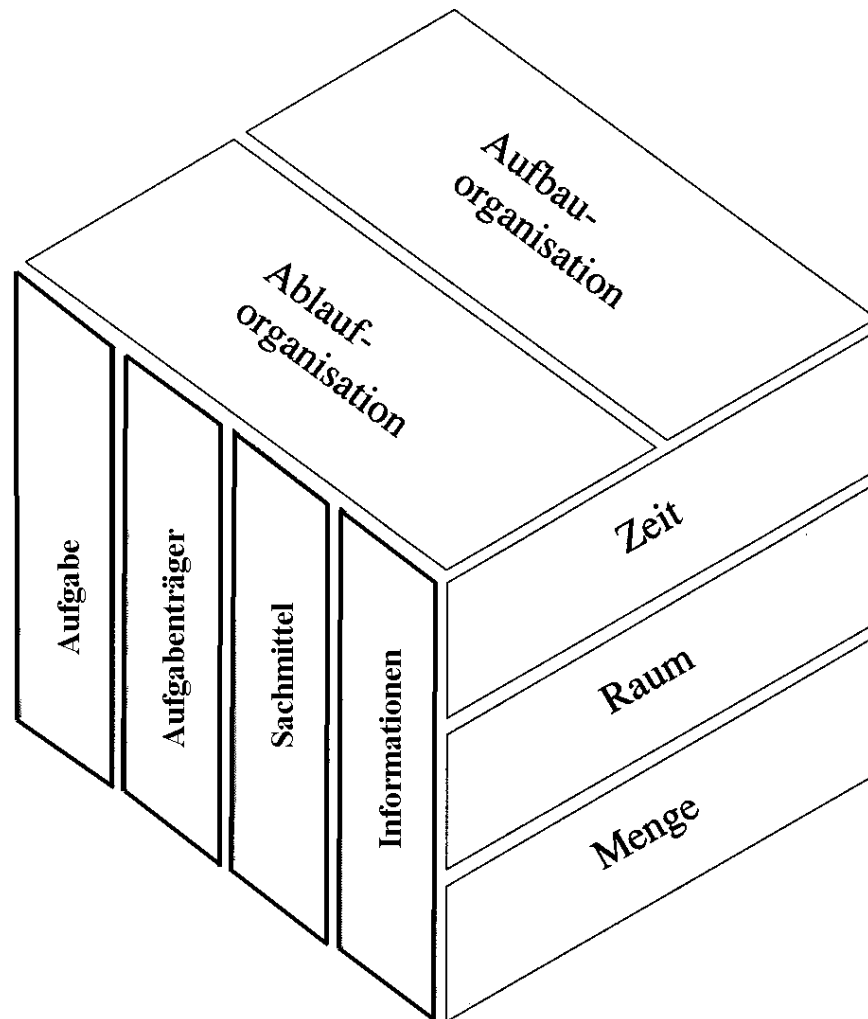 Aufbau-
organisation
Ablauf-
organisation
Aufgabe
Aufgabenträger
Sachmittel
Informationen
Zeit
Raum
Menge